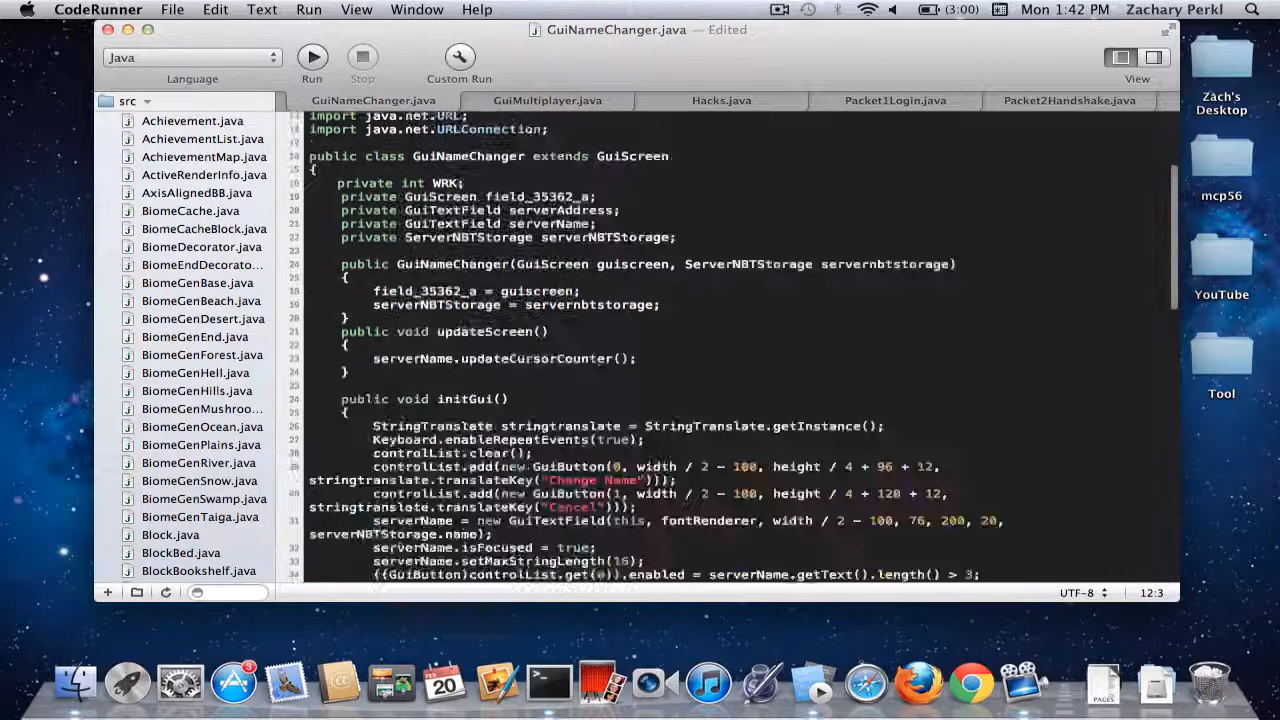 CodeRunner File Edit Text Run View Window Help (3:00) Mon 1:42 PM Zachary Perkl
GuiNameChanger.java — Edited
Java
Language
Run
Stop
Custom Run
View
src
GuiNameChanger.java
GuiMultiplayer.java
Hacks.java
Packet1Login.java
Packet2Handshake.java
Achievement.java
AchievementList.java
AchievementMap.java
ActiveRenderInfo.java
AxisAlignedBB.java
BiomeCache.java
BiomeCacheBlock.java
BiomeDecorator.java
BiomeEndDecorato...
BiomeGenBase.java
BiomeGenBeach.java
BiomeGenDesert.java
BiomeGenEnd.java
BiomeGenForest.java
BiomeGenHell.java
BiomeGenHills.java
BiomeGenMushroo...
BiomeGenOcean.java
BiomeGenPlains.java
BiomeGenRiver.java
BiomeGenSnow.java
BiomeGenSwamp.java
BiomeGenTaiga.java
Block.java
BlockBed.java
BlockBookshelf.java
import java.net.URL;
import java.net.URLConnection;
public class GuiNameChanger extends GuiScreen
{
private int WRK;
private GuiScreen field_35362_a;
private GuiTextField serverAddress;
private GuiTextField serverName;
private ServerNBTStorage serverNBTStorage;
public GuiNameChanger(GuiScreen guiscreen, ServerNBTStorage servernbtstorage)
{
field_35362_a = guiscreen;
serverNBTStorage = servernbtstorage;
}
public void updateScreen()
{
serverName.updateCursorCounter();
}
public void initGui()
{
StringTranslate stringtranslate = StringTranslate.getInstance();
Keyboard.enableRepeatEvents(true);
controlList.clear();
controlList.add(new GuiButton(0, width / 2 - 100, height / 4 + 96 + 12,
stringtranslate.translateKey("Change Name")));
controlList.add(new GuiButton(1, width / 2 - 100, height / 4 + 120 + 12,
stringtranslate.translateKey("Cancel")));
serverName = new GuiTextField(this, fontRenderer, width / 2 - 100, 76, 200, 20,
serverNBTStorage.name);
serverName.isFocused = true;
serverName.setMaxStringLength(16);
((GuiButton)controlList.get(0)).enabled = serverName.getText().length() > 3;
UTF-8 12:3
Zach's
Desktop
mcp56
YouTube
Tool
3
FEB
20
PAGES